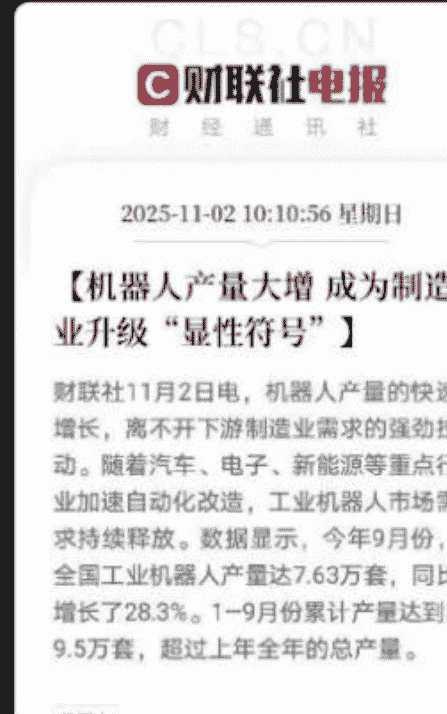 CLS.CN
财联社电报
财经通讯社
2025-11-02 10:10:56 星期日
【机器人产量大增 成为制造
业升级“显性符号”】
财联社11月2日电，机器人产量的快速
增长，离不开下游制造业需求的强劲拉
动。随着汽车、电子、新能源等重点行
业加速自动化改造，工业机器人市场需
求持续释放。数据显示，今年9月份，
全国工业机器人产量达7.63万套，同比
增长了28.3%。1—9月份累计产量达到
9.5万套，超过上年全年的总产量。